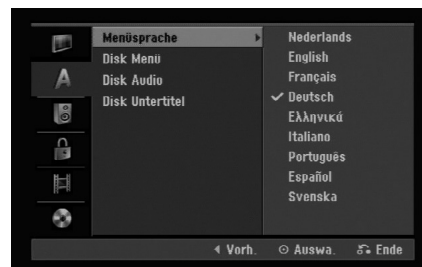 Menüsprache
Disk Menü
Disk Audio
Disk Untertitel
Nederlands
English
Français
Deutsch
Ελληνικά
Italiano
Português
Español
Svenska
Vorh.
Auswa.
Ende